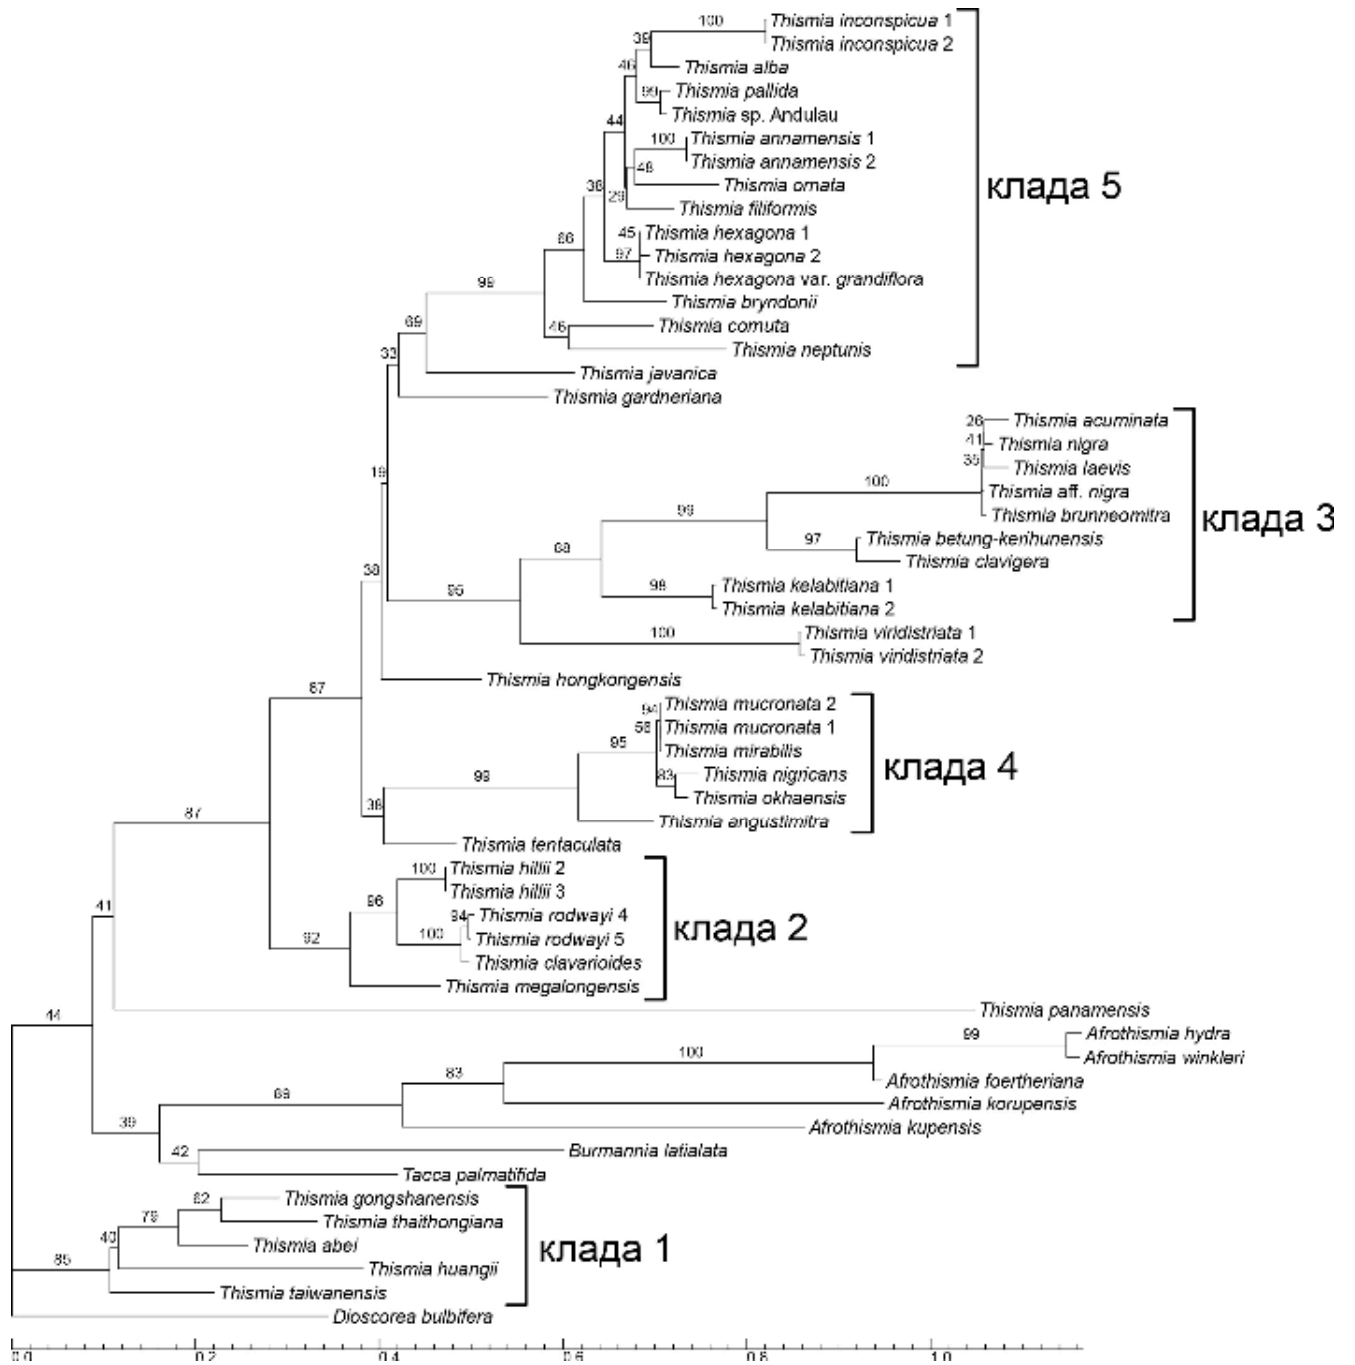 100
Thismia inconspicua 1
39
Thismia inconspicua 2
46
Thismia alba
99
Thismia pallida
Thismia sp. Andulau
44
100
Thismia annamensis 1
Thismia annamensis 2
48
клада 5
38
29
Thismia ornata
Thismia filiformis
45
Thismia hexagona 1
66
97
Thismia hexagona 2
Thismia hexagona var. grandiflora
99
Thismia bryndonii
69
46
Thismia cornuta
33
Thismia neptunis
Thismia javanica
Thismia gardneriana
26
Thismia acuminata
41
Thismia nigra
35
Thismia laevis
19
100
Thismia aff. nigra
99
Thismia brunneomitra
клада 3
97
Thismia betung-kerihunensis
68
Thismia clavigera
38
95
98
Thismia kelabitiana 1
Thismia kelabitiana 2
100
Thismia viridistriata 1
Thismia viridistriata 2
Thismia hongkongensis
67
94
Thismia mucronata 2
58
Thismia mucronata 1
95
Thismia mirabilis
клада 4
99
83
Thismia nigricans
38
Thismia okhaensis
87
Thismia angustimitra
Thismia tentaculata
100
Thismia hillii 2
Thismia hillii 3
41
96
94
Thismia rodwayi 4
клада 2
92
100
Thismia rodwayi 5
Thismia clavarioides
Thismia megalongensis
44
Thismia panamensis
99
Afrothismia hydra
100
Afrothismia winkleri
83
Afrothismia foertheriana
69
Afrothismia korupensis
39
Afrothismia kupensis
42
Burmannia latialata
Tacca palmatifida
62
Thismia gongshanensis
79
Thismia thaithongiana
40
Thismia abei
клада 1
85
Thismia huangii
Thismia taiwanensis
Dioscorea bulbifera
0.0 0.2 0.4 0.6 0.8 1.0